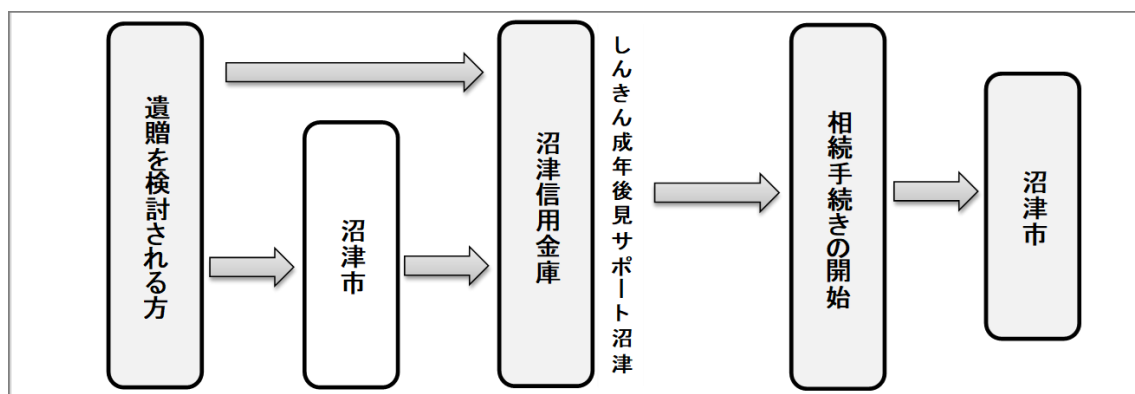 遺贈を検討される方
沼津市
沼津信用金庫
しんきん成年後見サポート沼津
相続手続きの開始
沼津市